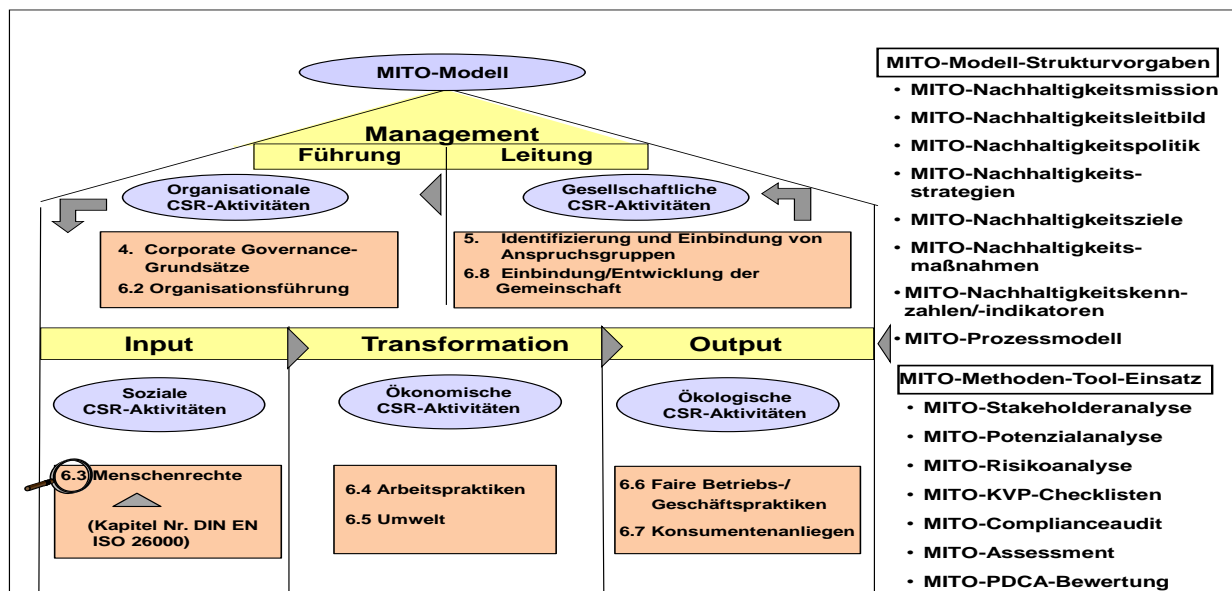 MITO-Modell
Management
Führung
Leitung
Organisationale
CSR-Aktivitäten
Gesellschaftliche
CSR-Aktivitäten
4. Corporate Governance-
Grundsätze
6.2 Organisationsführung
5. Identifizierung und Einbindung von
Anspruchsgruppen
6.8 Einbindung/Entwicklung der
Gemeinschaft
Input
Transformation
Output
Soziale
CSR-Aktivitäten
Ökonomische
CSR-Aktivitäten
Ökologische
CSR-Aktivitäten
6.3 Menschenrechte
(Kapitel Nr. DIN EN
ISO 26000)
6.4 Arbeitspraktiken
6.5 Umwelt
6.6 Faire Betriebs-/
Geschäftspraktiken
6.7 Konsumentenanliegen
MITO-Modell-Strukturvorgaben
• MITO-Nachhaltigkeitsmission
• MITO-Nachhaltigkeitsleitbild
• MITO-Nachhaltigkeitspolitik
• MITO-Nachhaltigkeits-
strategien
• MITO-Nachhaltigkeitsziele
• MITO-Nachhaltigkeits-
maßnahmen
• MITO-Nachhaltigkeitskenn-
zahlen/-indikatoren
• MITO-Prozessmodell
MITO-Methoden-Tool-Einsatz
• MITO-Stakeholderanalyse
• MITO-Potenzialanalyse
• MITO-Risikoanalyse
• MITO-KVP-Checklisten
• MITO-Complianceaudit
• MITO-Assessment
• MITO-PDCA-Bewertung